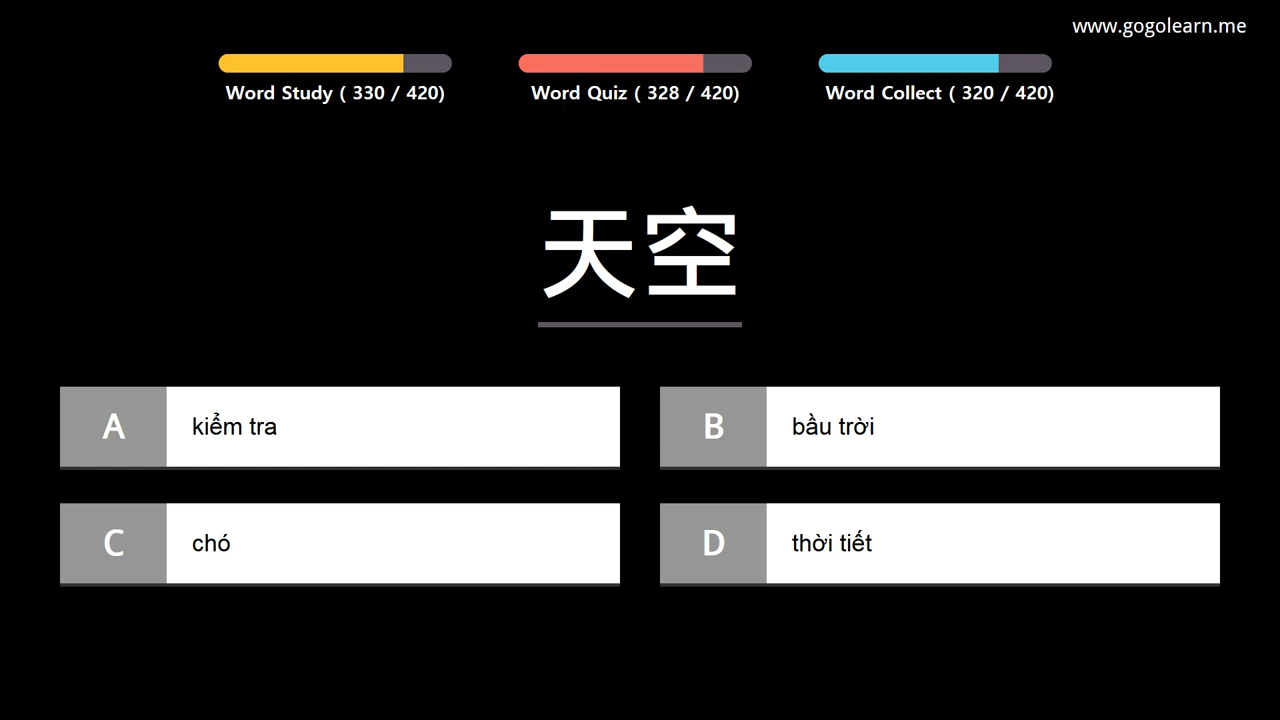 www.gogolearn.me
Word Study ( 330 / 420)
Word Quiz ( 328 / 420)
Word Collect ( 320 / 420)
天空
A kiểm tra
B bầu trời
C chó
D thời tiết